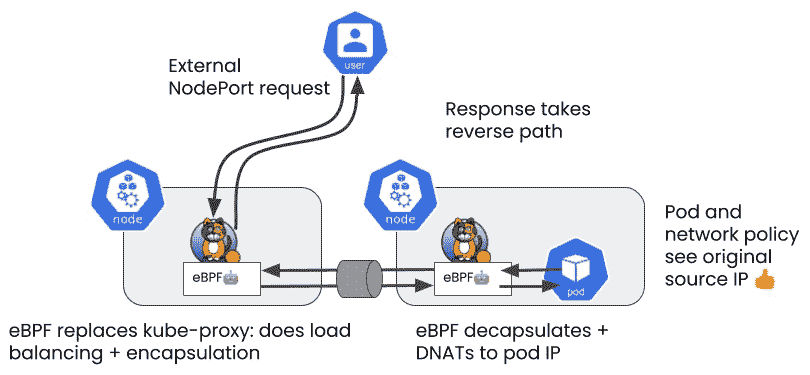 user
External
NodePort request
Response takes
reverse path
node
node
eBPF
eBPF
pod
Pod and
network policy
see original
source IP 👍
eBPF replaces kube-proxy: does load
balancing + encapsulation
eBPF decapsulates +
DNATs to pod IP